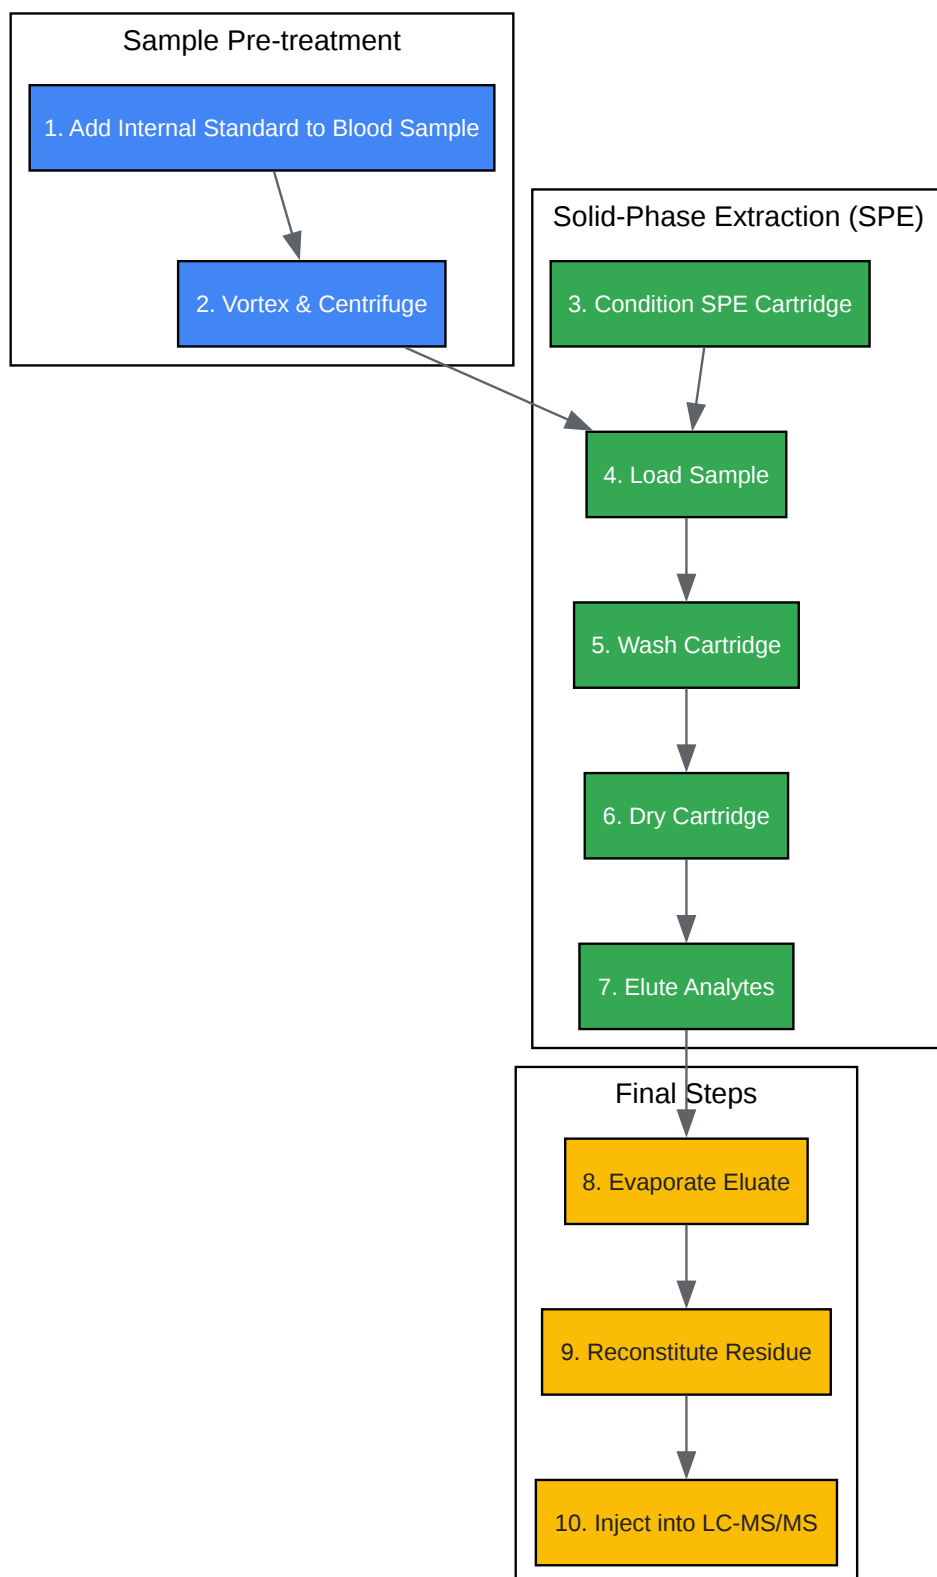 Sample Pre-treatment
1. Add Internal Standard to Blood Sample
2. Vortex & Centrifuge
Solid-Phase Extraction (SPE)
3. Condition SPE Cartridge
4. Load Sample
5. Wash Cartridge
6. Dry Cartridge
7. Elute Analytes
Final Steps
8. Evaporate Eluate
9. Reconstitute Residue
10. Inject into LC-MS/MS